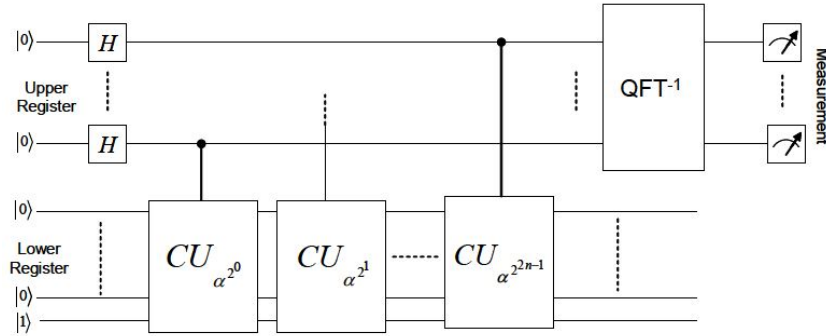 |0⟩ H
Upper
Register
QFT⁻¹
Measurement
|0⟩ H
|0⟩
Lower
Register
CU_{α^{2^0}} CU_{α^{2^1}} CU_{α^{2^{2n-1}}}
|0⟩
|1⟩